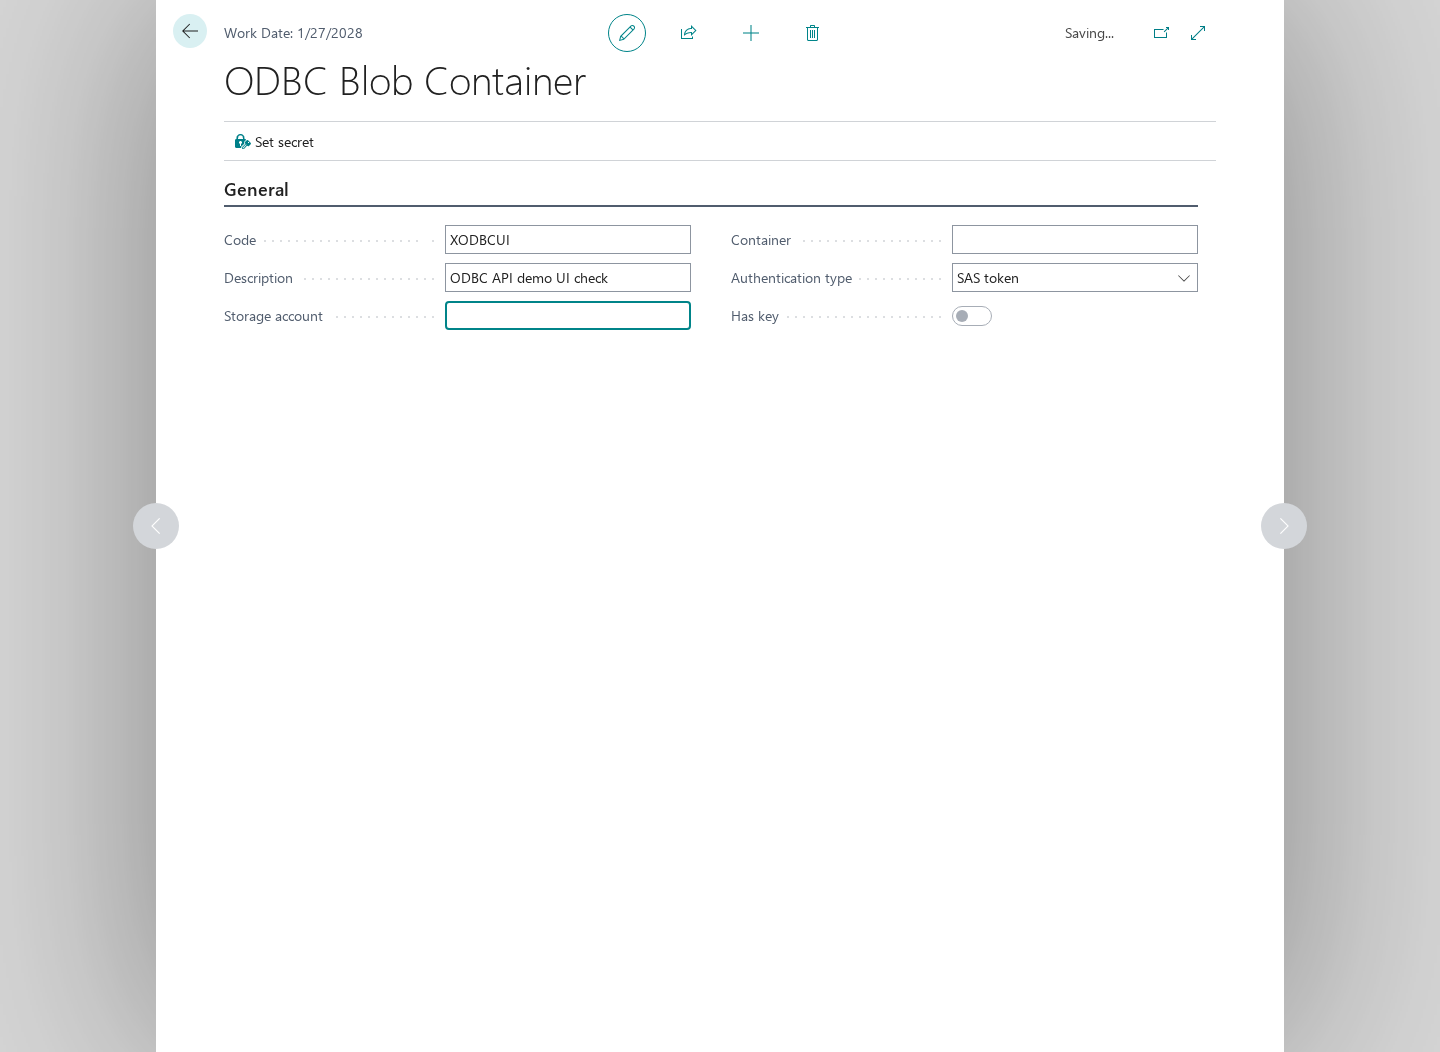 Work Date: 1/27/2028
Saving...
ODBC Blob Container
Set secret
General
Code
XODBCUI
Container
Description
ODBC API demo UI check
Authentication type
SAS token
Storage account
Has key